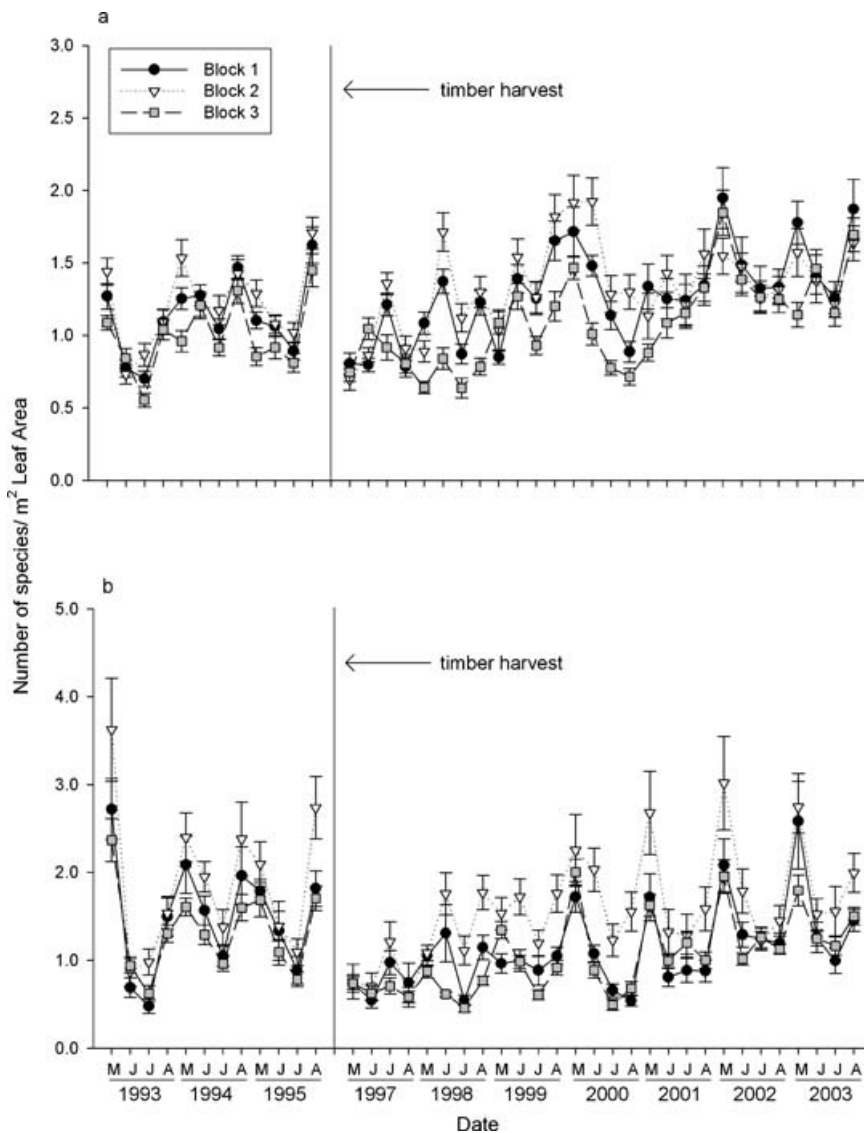 a
3.0
2.5
2.0
1.5
1.0
0.5
0.0
Block 1
Block 2
Block 3
timber harvest
Number of species/ m² Leaf Area
b
5.0
4.0
3.0
2.0
1.0
0.0
timber harvest
M J J A M J J A M J J A M J J A M J J A M J J A M J J A M J J A M J J A M J J A
1993 1994 1995 1997 1998 1999 2000 2001 2002 2003
Date